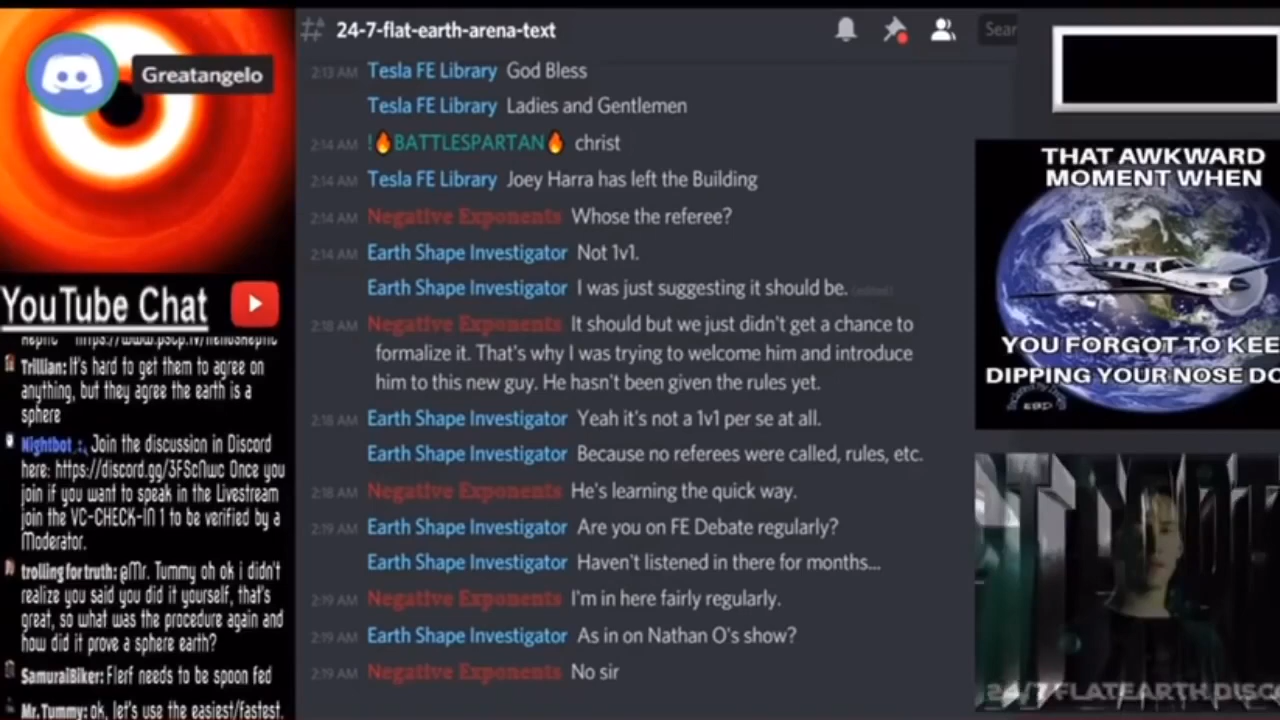 Greatangelo
YouTube Chat
Trillian: It's hard to get them to agree on
anything, but they agree the earth is a
sphere
Nightbot : Join the discussion in Discord
here: Once you
join if you want to speak in the Livestream
join the VC-CHECK-IN 1 to be verified by a
Moderator.
trolling for truth: @Mr. Tummy oh ok i didn't
realize you said you did it yourself, that's
great, so what was the procedure again and
how did it prove a sphere earth?
SamuraiBiker: Flerf needs to be spoon fed
Mr.Tummy: ok, let's use the easiest/fastest,
# 24-7-flat-earth-arena-text
Sear
2:13 AM Tesla FE Library God Bless
Tesla FE Library Ladies and Gentlemen
2:14 AM !🔥BATTLESPARTAN🔥 christ
2:14 AM Tesla FE Library Joey Harra has left the Building
2:14 AM Negative Exponents Whose the referee?
2:14 AM Earth Shape Investigator Not 1v1.
Earth Shape Investigator I was just suggesting it should be. (edited)
2:18 AM Negative Exponents It should but we just didn't get a chance to
formalize it. That's why I was trying to welcome him and introduce
him to this new guy. He hasn't been given the rules yet.
2:18 AM Earth Shape Investigator Yeah it's not a 1v1 per se at all.
Earth Shape Investigator Because no referees were called, rules, etc.
2:18 AM Negative Exponents He's learning the quick way.
2:19 AM Earth Shape Investigator Are you on FE Debate regularly?
Earth Shape Investigator Haven't listened in there for months...
2:19 AM Negative Exponents I'm in here fairly regularly.
2:19 AM Earth Shape Investigator As in on Nathan O's show?
2:19 AM Negative Exponents No sir
THAT AWKWARD
MOMENT WHEN
YOU FORGOT TO KEE
DIPPING YOUR NOSE DO
24/7 FLATEARTH.DISC